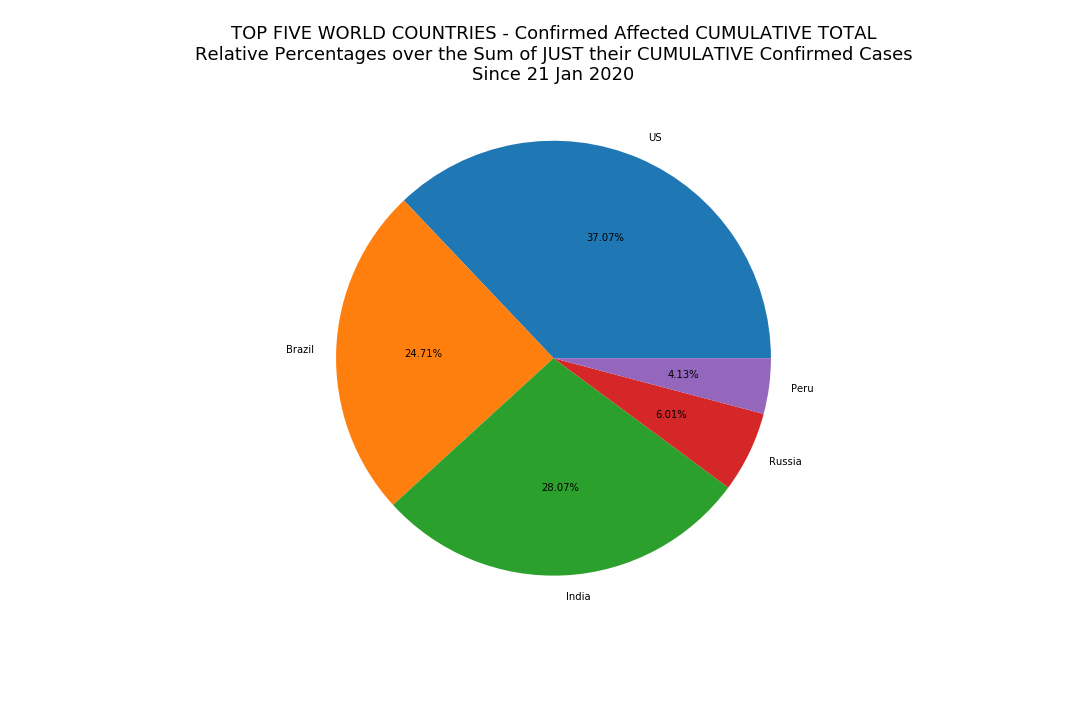 TOP FIVE WORLD COUNTRIES - Confirmed Affected CUMULATIVE TOTAL
Relative Percentages over the Sum of JUST their CUMULATIVE Confirmed Cases
Since 21 Jan 2020
US
37.07%
Brazil
24.71%
4.13%
Peru
6.01%
Russia
28.07%
India